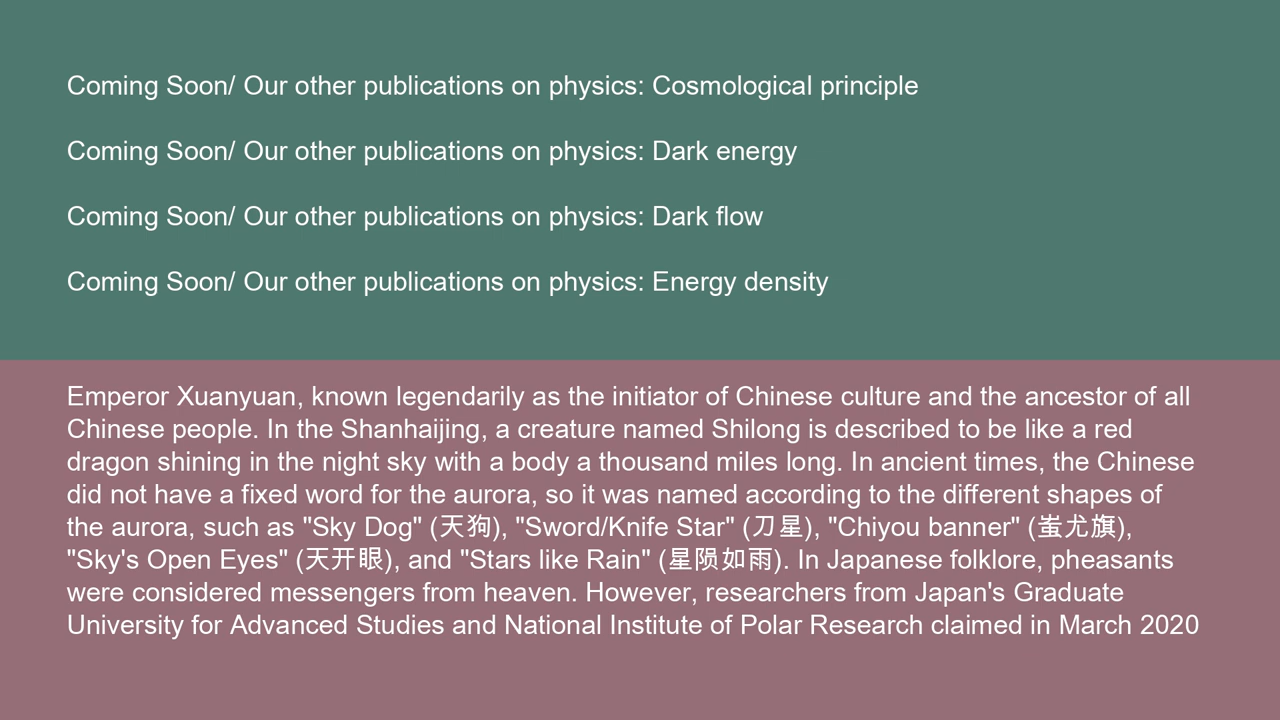 Coming Soon/ Our other publications on physics: Cosmological principle
Coming Soon/ Our other publications on physics: Dark energy
Coming Soon/ Our other publications on physics: Dark flow
Coming Soon/ Our other publications on physics: Energy density
Emperor Xuanyuan, known legendarily as the initiator of Chinese culture and the ancestor of all
Chinese people. In the Shanhaijing, a creature named Shilong is described to be like a red
dragon shining in the night sky with a body a thousand miles long. In ancient times, the Chinese
did not have a fixed word for the aurora, so it was named according to the different shapes of
the aurora, such as "Sky Dog" (天狗), "Sword/Knife Star" (刀星), "Chiyou banner" (蚩尤旗),
"Sky's Open Eyes" (天开眼), and "Stars like Rain" (星陨如雨). In Japanese folklore, pheasants
were considered messengers from heaven. However, researchers from Japan's Graduate
University for Advanced Studies and National Institute of Polar Research claimed in March 2020